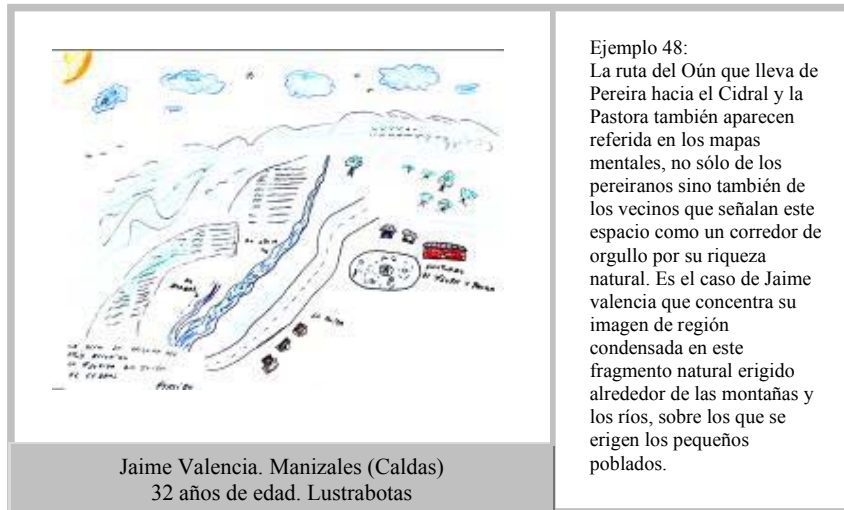 Ejemplo 48:
La ruta del Oún que lleva de
Pereira hacia el Cidral y la
Pastora también aparecen
referida en los mapas
mentales, no sólo de los
pereiranos sino también de
los vecinos que señalan este
espacio como un corredor de
orgullo por su riqueza
natural. Es el caso de Jaime
valencia que concentra su
imagen de región
condensada en este
fragmento natural erigido
alrededor de las montañas y
los ríos, sobre los que se
erigen los pequeños
poblados.
Jaime Valencia. Manizales (Caldas)
32 años de edad. Lustrabotas